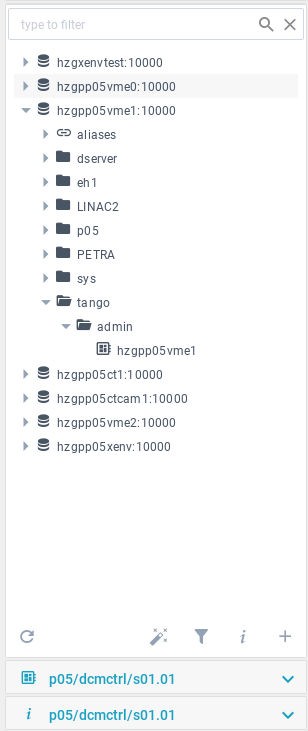 type to filter
hzgxenvtest:10000
hzgpp05vme0:10000
hzgpp05vme1:10000
aliases
dserver
eh1
LINAC2
p05
PETRA
sys
tango
admin
hzgpp05vme1
hzgpp05ct1:10000
hzgpp05ctcam1:10000
hzgpp05vme2:10000
hzgpp05xenv:10000
p05/dcmctrl/s01.01
p05/dcmctrl/s01.01